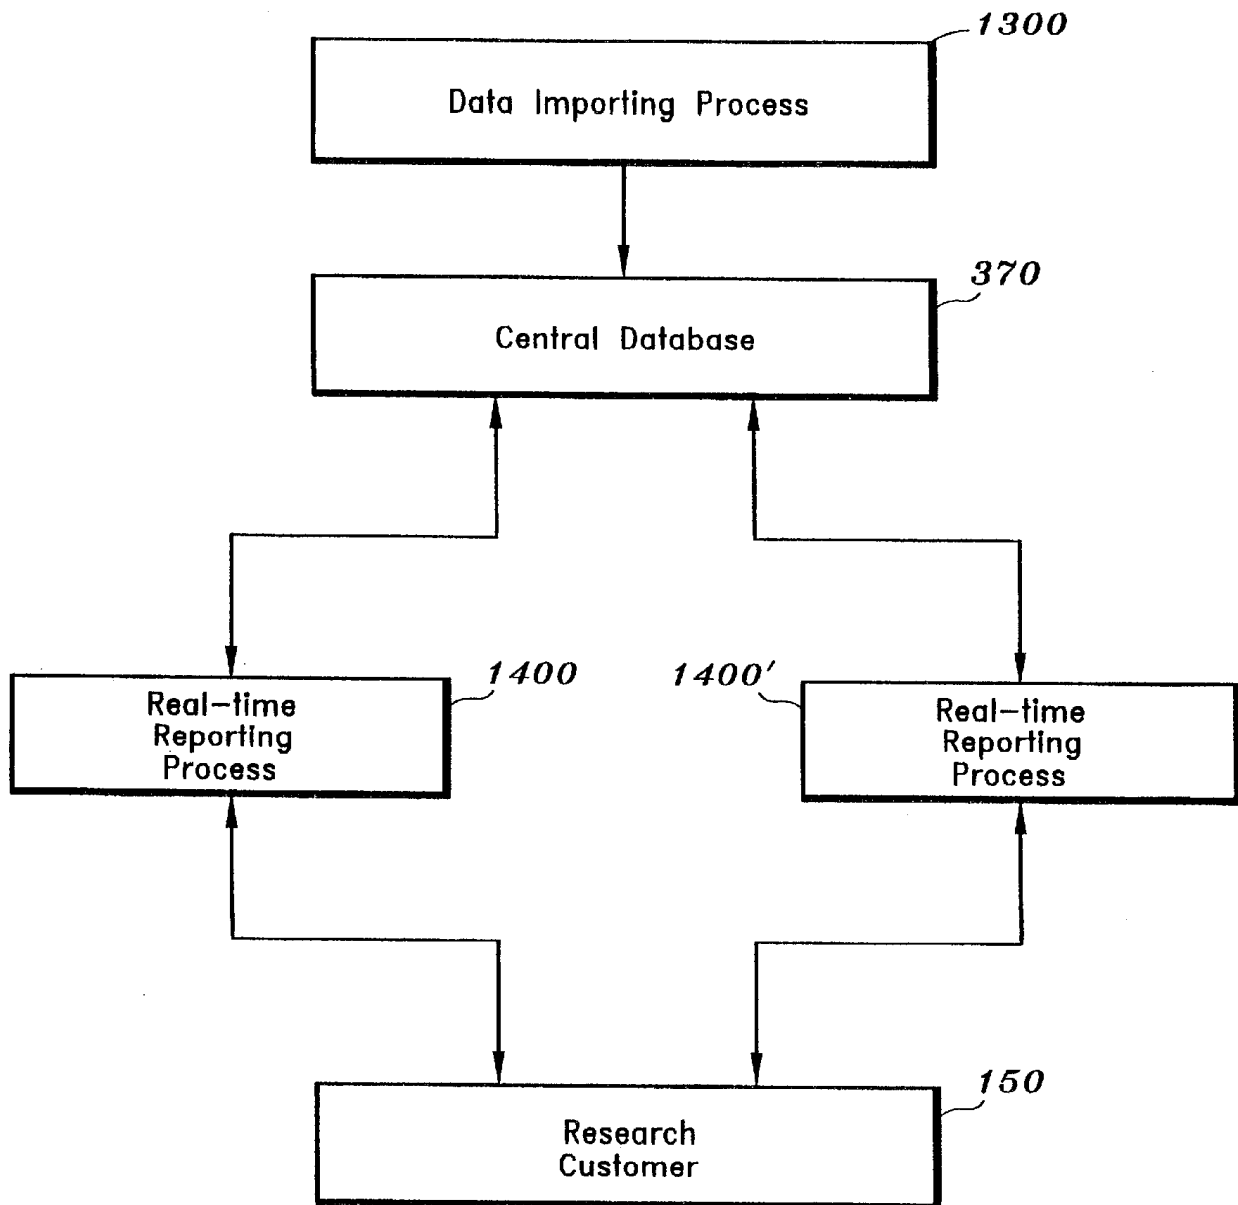 1300
Data Importing Process
370
Central Database
1400
1400'
Real-time
Reporting
Process
Real-time
Reporting
Process
150
Research
Customer